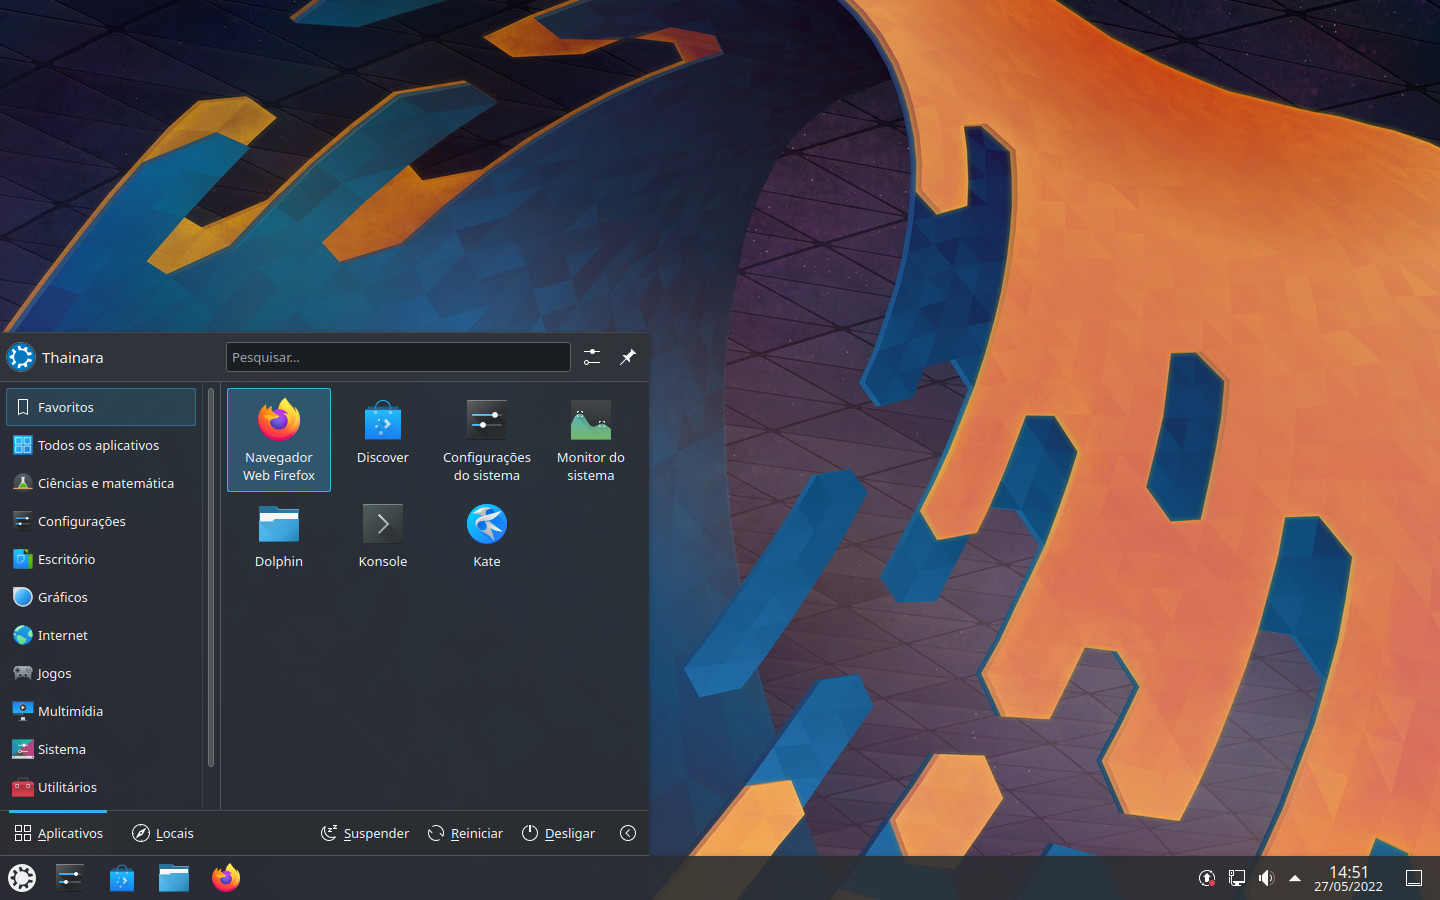 Thainara
Pesquisar...
Favoritos
Todos os aplicativos
Ciências e matemática
Configurações
Escritório
Gráficos
Internet
Jogos
Multimídia
Sistema
Utilitários
Navegador
Web Firefox
Discover
Configurações
do sistema
Monitor do
sistema
Dolphin
Konsole
Kate
Aplicativos
Locais
Suspender
Reiniciar
Desligar
14:51
27/05/2022